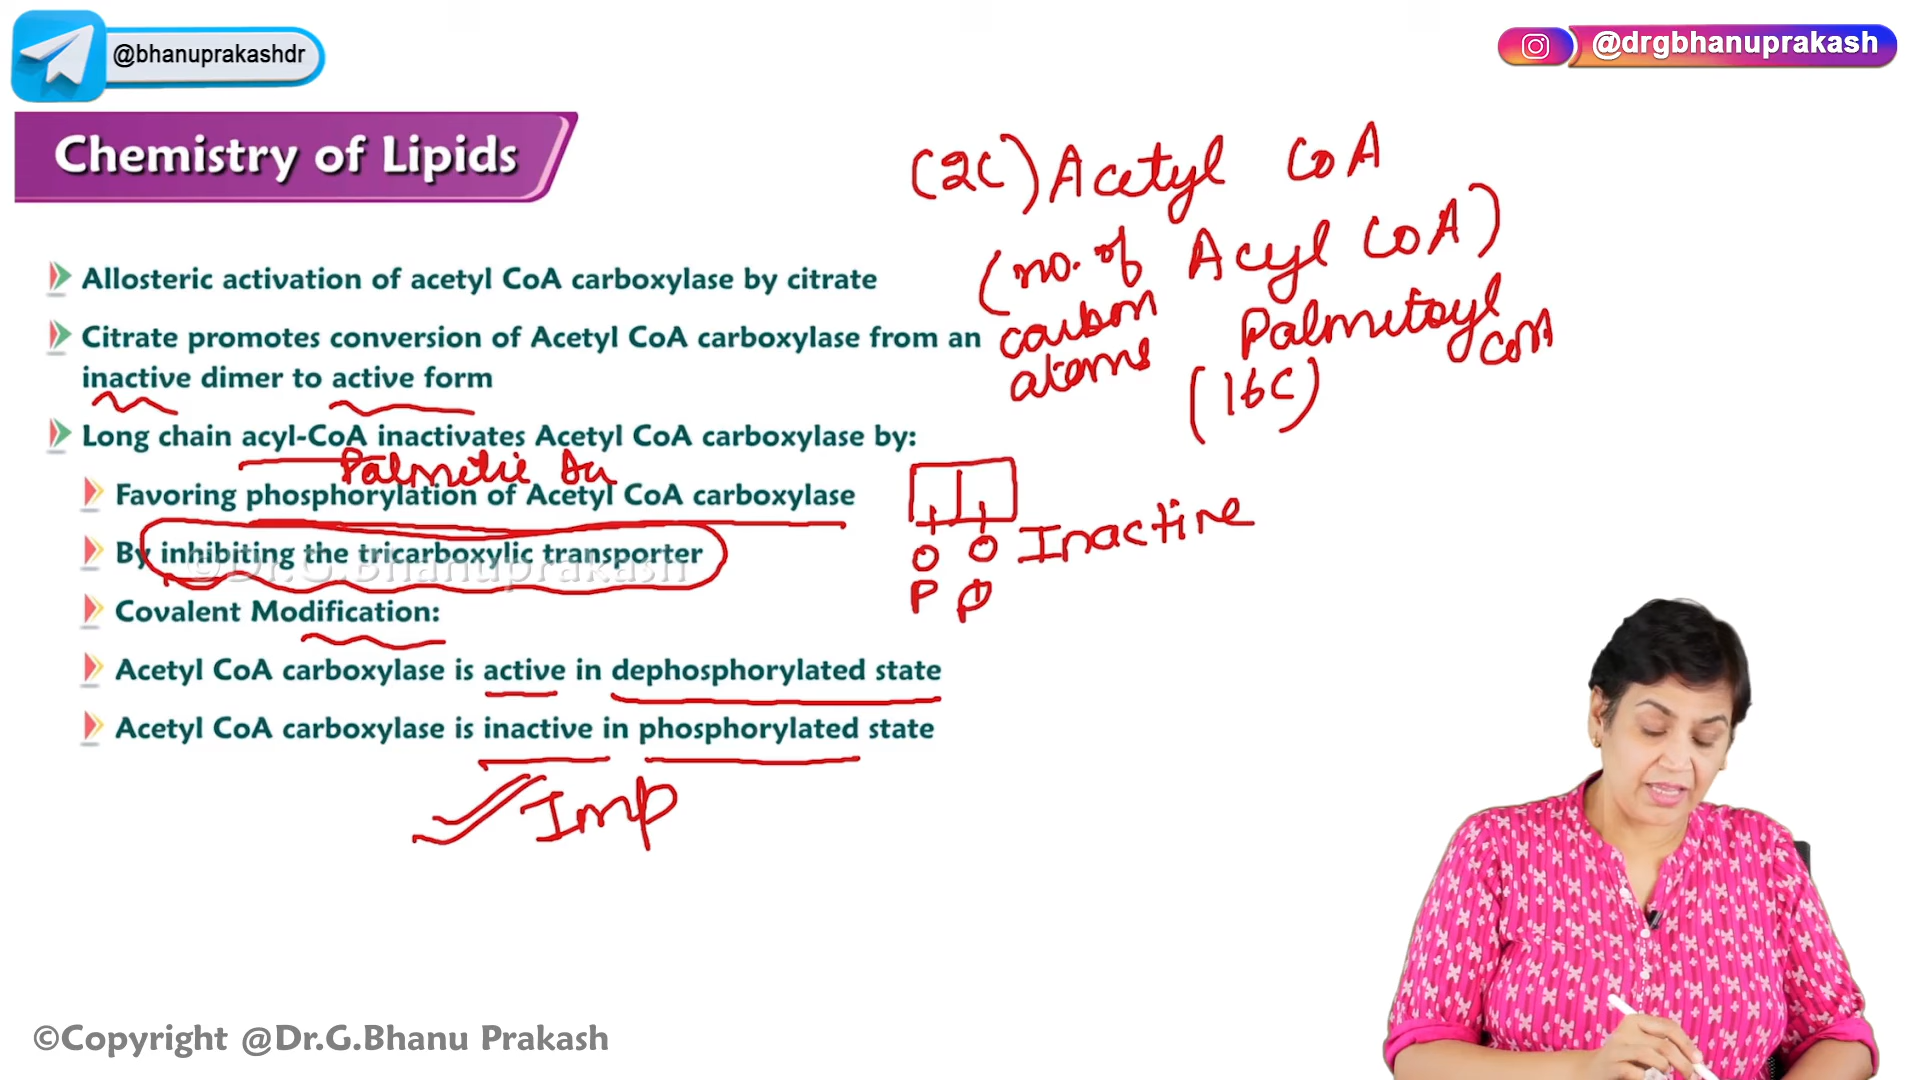 @bhanuprakashdr
@drgbhanuprakash
Chemistry of Lipids
Allosteric activation of acetyl CoA carboxylase by citrate
Citrate promotes conversion of Acetyl CoA carboxylase from an
inactive dimer to active form
Long chain acyl-CoA inactivates Acetyl CoA carboxylase by:
Palmetic
Favoring phosphorylation of Acetyl CoA carboxylase
By inhibiting the tricarboxylic transporter
©Dr.G.Bhanuprakash
Covalent Modification:
Acetyl CoA carboxylase is active in dephosphorylated state
Acetyl CoA carboxylase is inactive in phosphorylated state
Imp
(2C) Acetyl CoA
(no. of Acyl CoA)
carbon Palmitoyl
atoms CoA
(16C)
Inactive
O O
P P
©Copyright @Dr.G.Bhanu Prakash